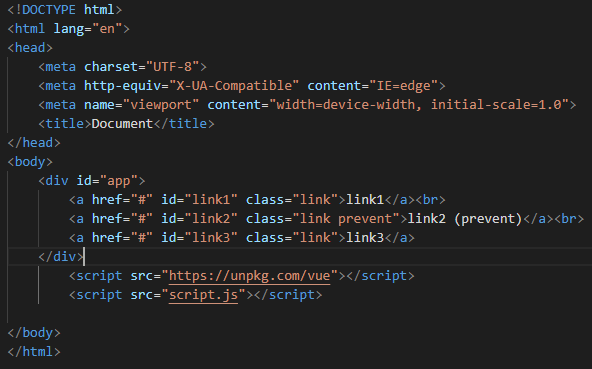 <!DOCTYPE html>
<html lang="en">
<head>
    <meta charset="UTF-8">
    <meta http-equiv="X-UA-Compatible" content="IE=edge">
    <meta name="viewport" content="width=device-width, initial-scale=1.0">
    <title>Document</title>
</head>
<body>
    <div id="app">
        <a href="#" id="link1" class="link">link1</a><br>
        <a href="#" id="link2" class="link prevent">link2 (prevent)</a><br>
        <a href="#" id="link3" class="link">link3</a>
    </div>
        <script src="https://unpkg.com/vue"></script>
        <script src="script.js"></script>

</body>
</html>